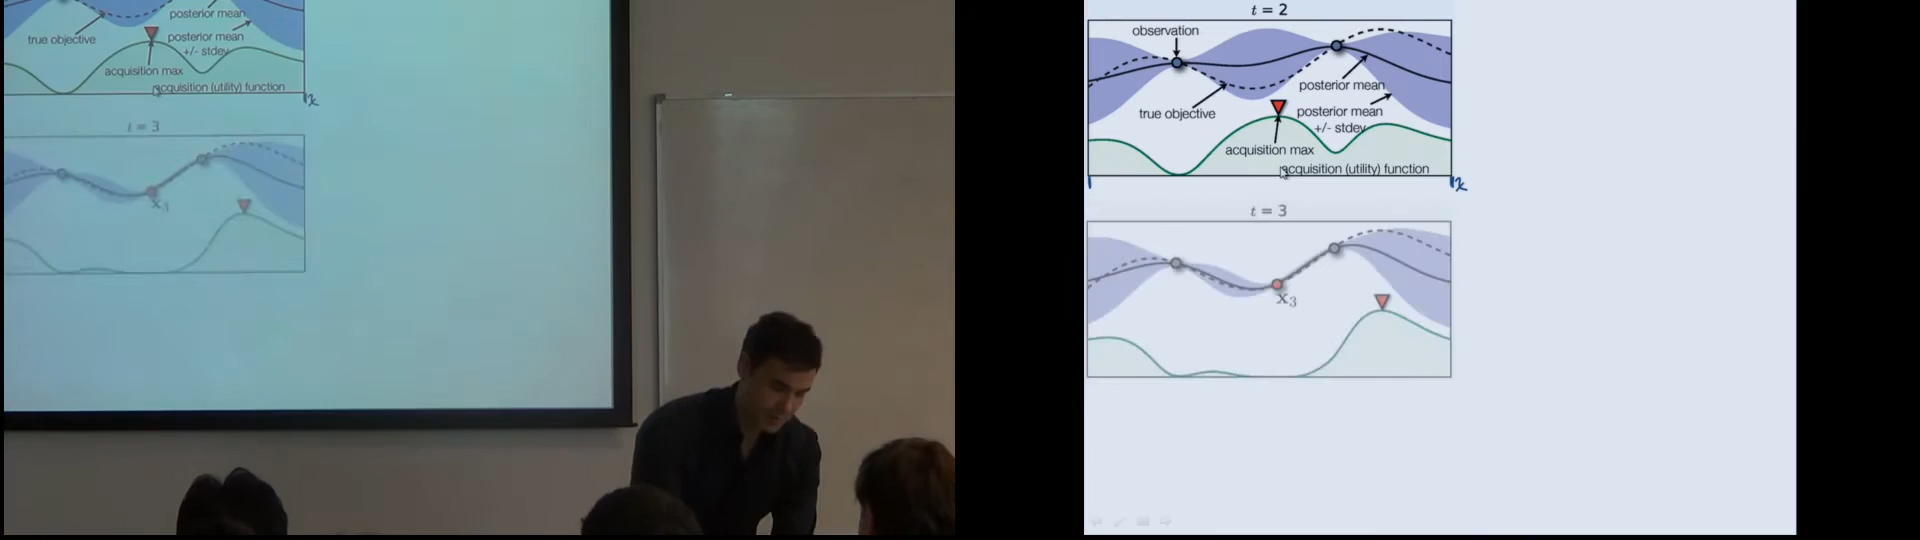 posterior mean
true objective
posterior mean
+/- stdev
acquisition max
acquisition (utility) function
x
t = 3
x₃
t = 2
observation
posterior mean
true objective
posterior mean
+/- stdev
acquisition max
acquisition (utility) function
x
t = 3
x₃